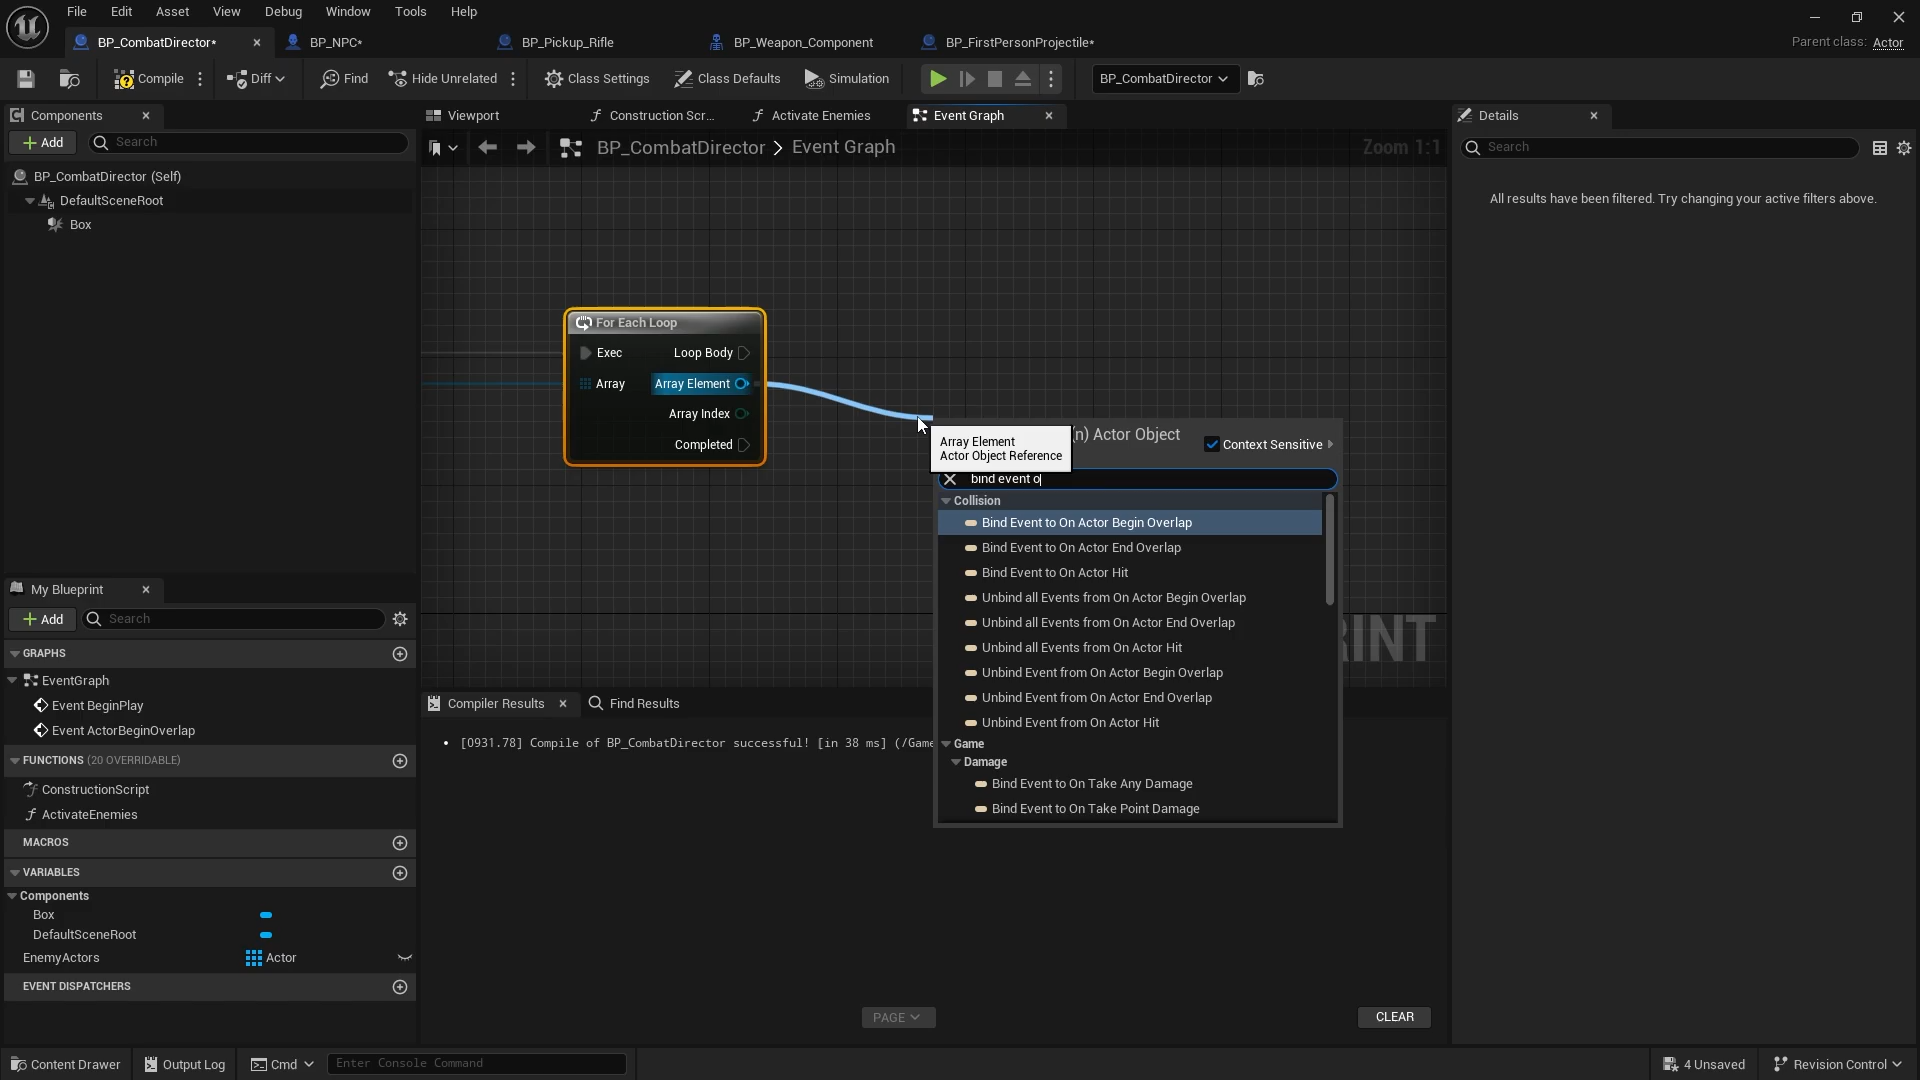 File Edit Asset View Debug Window Tools Help
BP_CombatDirector* BP_NPC* BP_Pickup_Rifle BP_Weapon_Component BP_FirstPersonProjectile* Parent class: Actor
Compile Diff Find Hide Unrelated Class Settings Class Defaults Simulation BP_CombatDirector
Components Viewport Construction Scr... Activate Enemies Event Graph Details
Add Search
BP_CombatDirector > Event Graph Zoom 1:1
Search
BP_CombatDirector (Self)
DefaultSceneRoot
Box
All results have been filtered. Try changing your active filters above.
For Each Loop
Exec Loop Body
Array Array Element
Array Index
Completed
Array Element
Actor Object Reference
n) Actor Object
Context Sensitive
bind event o
Collision
Bind Event to On Actor Begin Overlap
Bind Event to On Actor End Overlap
Bind Event to On Actor Hit
Unbind all Events from On Actor Begin Overlap
Unbind all Events from On Actor End Overlap
Unbind all Events from On Actor Hit
Unbind Event from On Actor Begin Overlap
Unbind Event from On Actor End Overlap
Unbind Event from On Actor Hit
Game
Damage
Bind Event to On Take Any Damage
Bind Event to On Take Point Damage
RINT
My Blueprint
Add Search
GRAPHS
EventGraph
Event BeginPlay
Event ActorBeginOverlap
FUNCTIONS (20 OVERRIDABLE)
ConstructionScript
ActivateEnemies
MACROS
VARIABLES
Components
Box
DefaultSceneRoot
EnemyActors Actor
EVENT DISPATCHERS
Compiler Results Find Results
[0931.78] Compile of BP_CombatDirector successful! [in 38 ms] (/Game
PAGE CLEAR
Content Drawer Output Log Cmd Enter Console Command 4 Unsaved Revision Control